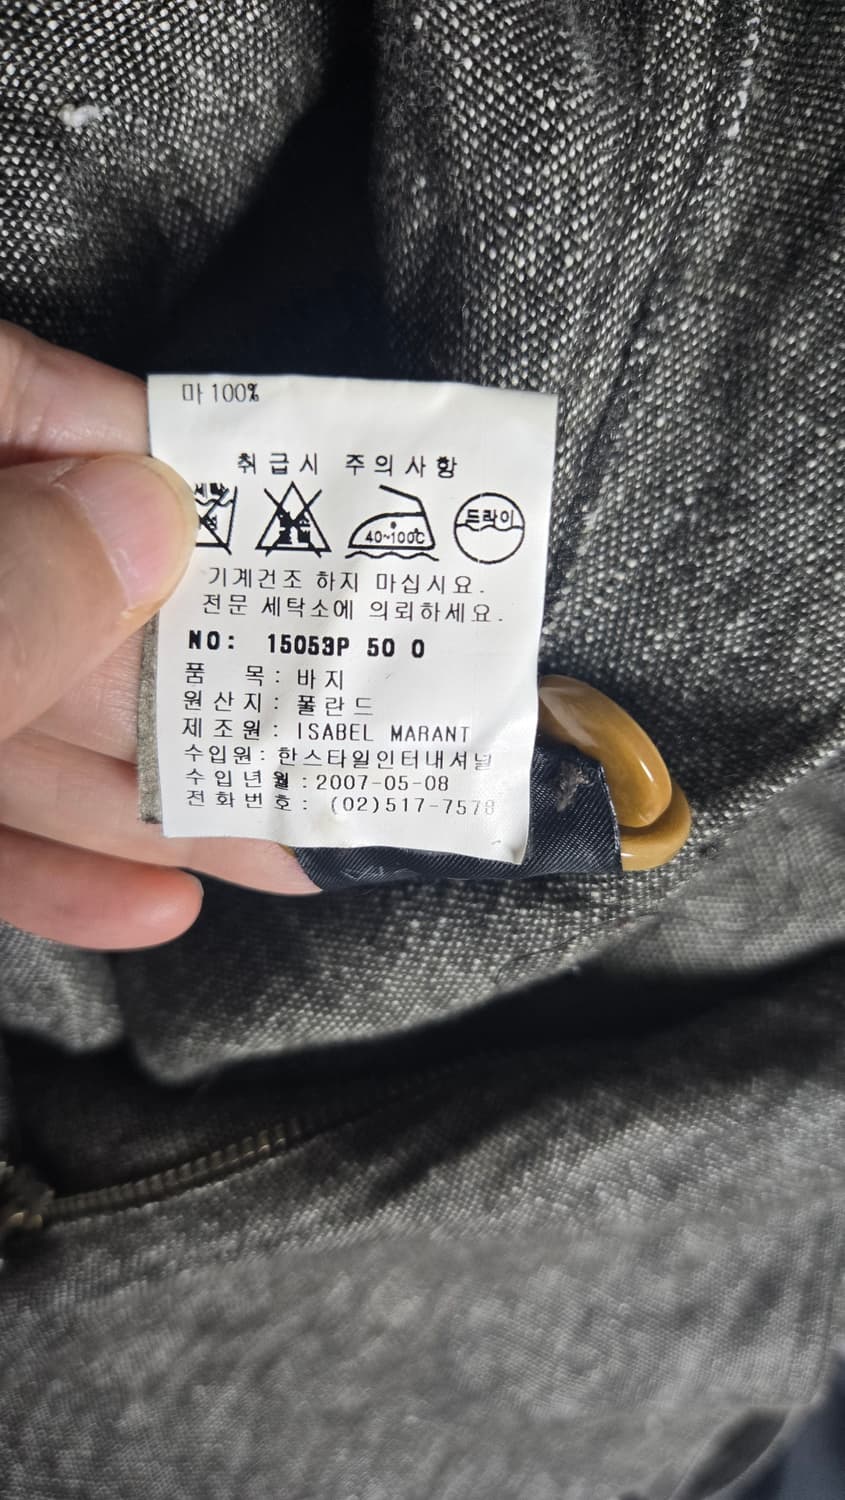 마 100%
취급시 주의사항
40~100℃ 드라이
기계건조 하지 마십시요.
전문 세탁소에 의뢰하세요.
NO: 15053P 50 0
품 목: 바지
원산지: 폴란드
제조원: ISABEL MARANT
수입원: 한스타일인터내셔널
수입년월: 2007-05-08
전화번호: (02)517-7578